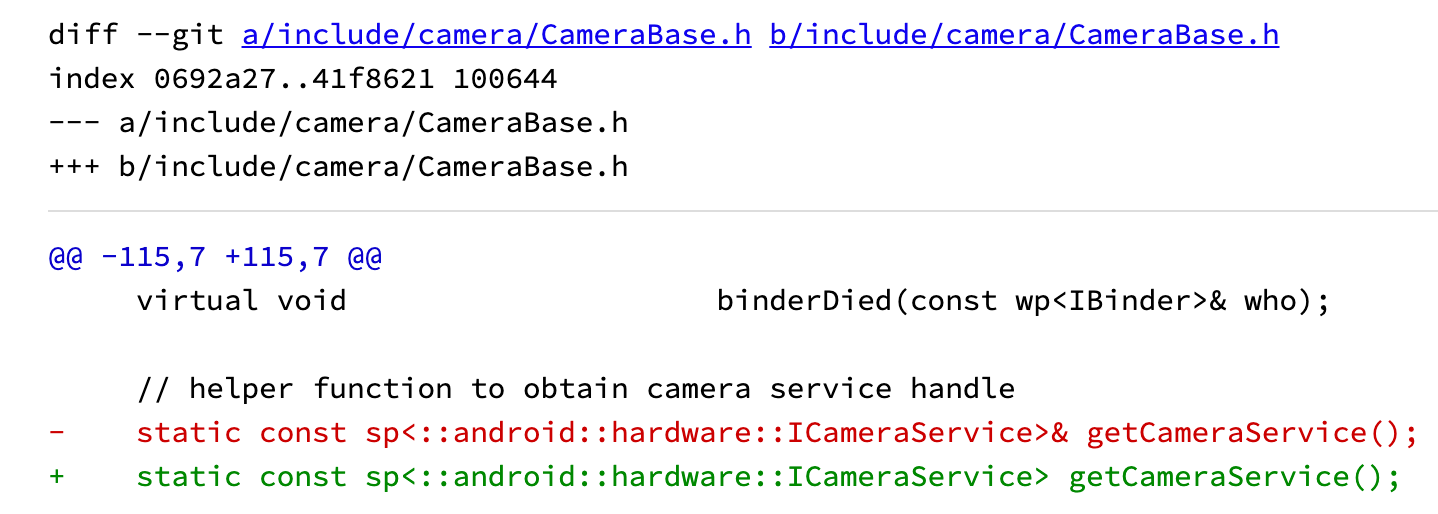 diff --git a/include/camera/CameraBase.h b/include/camera/CameraBase.h
index 0692a27..41f8621 100644
--- a/include/camera/CameraBase.h
+++ b/include/camera/CameraBase.h
@@ -115,7 +115,7 @@
     virtual void                     binderDied(const wp<IBinder>& who);
     // helper function to obtain camera service handle
-    static const sp<::android::hardware::ICameraService>& getCameraService();
+    static const sp<::android::hardware::ICameraService> getCameraService();